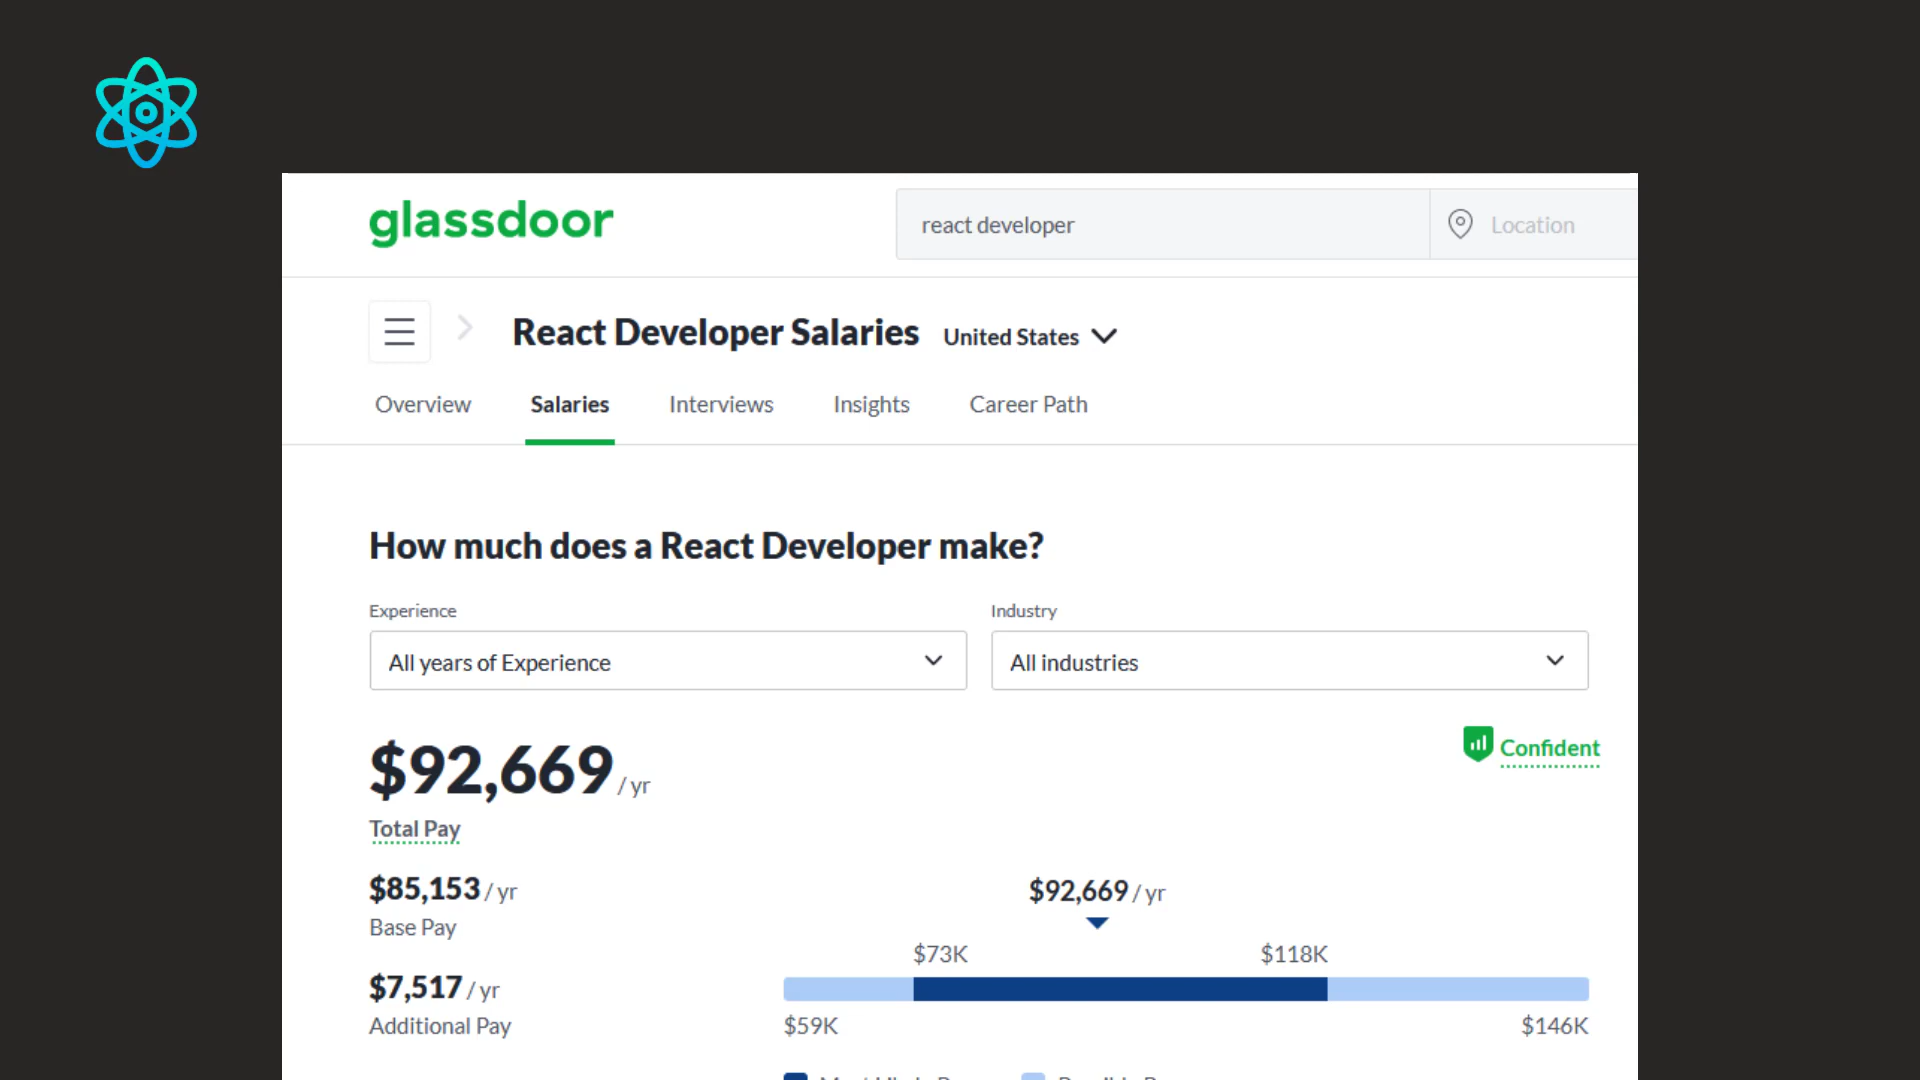 glassdoor
react developer
Location
React Developer Salaries
United States
Overview
Salaries
Interviews
Insights
Career Path
How much does a React Developer make?
Experience
Industry
All years of Experience
All industries
$92,669 / yr
Confident
Total Pay
$85,153 / yr
Base Pay
$92,669 / yr
$73K
$118K
$7,517 / yr
Additional Pay
$59K
$146K